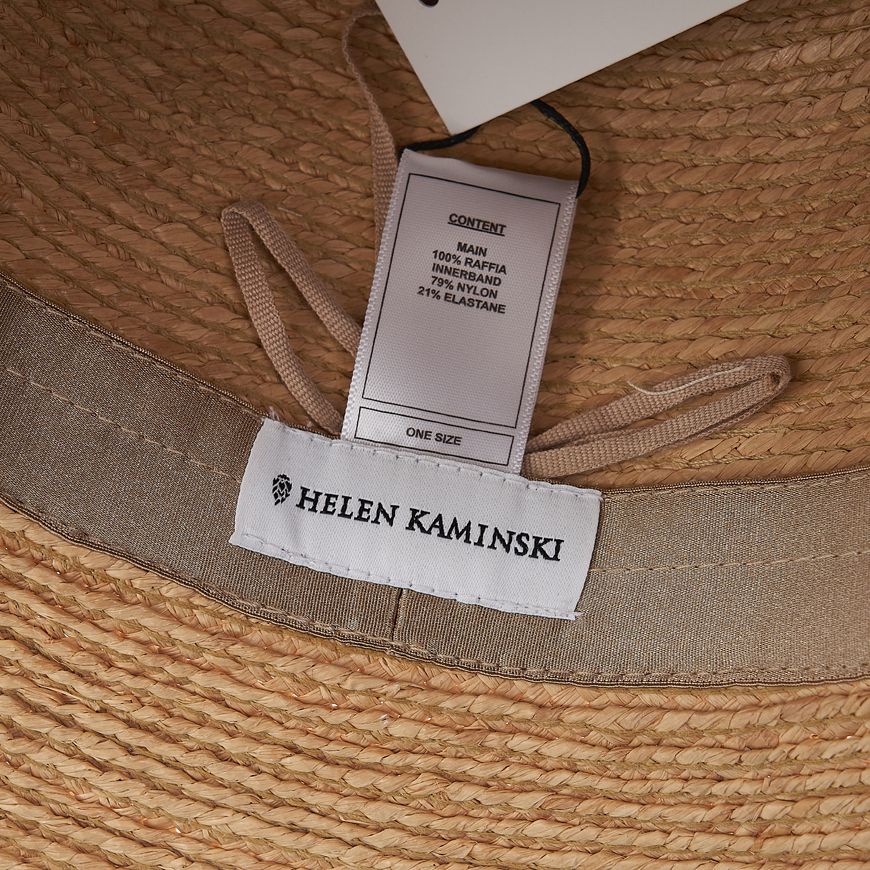 CONTENT
MAIN
100% RAFFIA
INNERBAND
79% NYLON
21% ELASTANE
ONE SIZE
HELEN KAMINSKI